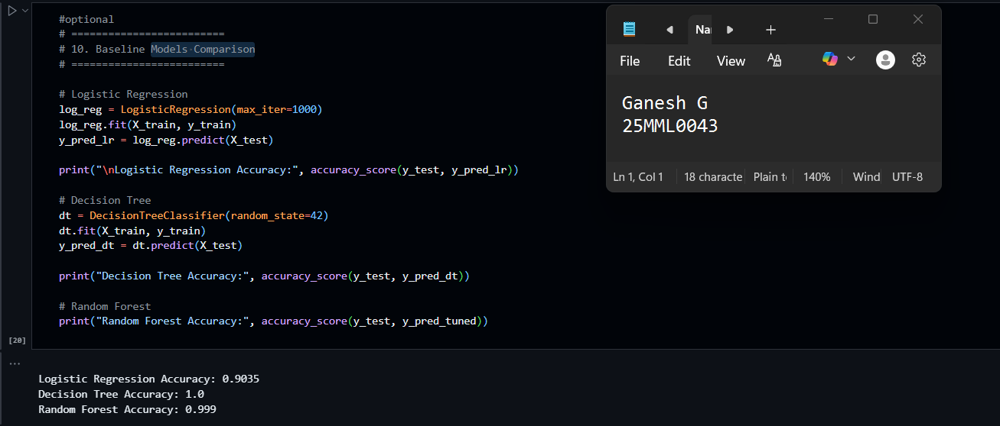 #optional
# =========================
# 10. Baseline Models Comparison
# =========================
# Logistic Regression
log_reg = LogisticRegression(max_iter=1000)
log_reg.fit(X_train, y_train)
y_pred_lr = log_reg.predict(X_test)
print("\nLogistic Regression Accuracy:", accuracy_score(y_test, y_pred_lr))
# Decision Tree
dt = DecisionTreeClassifier(random_state=42)
dt.fit(X_train, y_train)
y_pred_dt = dt.predict(X_test)
print("Decision Tree Accuracy:", accuracy_score(y_test, y_pred_dt))
# Random Forest
print("Random Forest Accuracy:", accuracy_score(y_test, y_pred_tuned))
[20]
...
Logistic Regression Accuracy: 0.9035
Decision Tree Accuracy: 1.0
Random Forest Accuracy: 0.999
Na
File Edit View
Ganesh G
25MML0043
Ln 1, Col 1 18 characte Plain t 140% Wind UTF-8